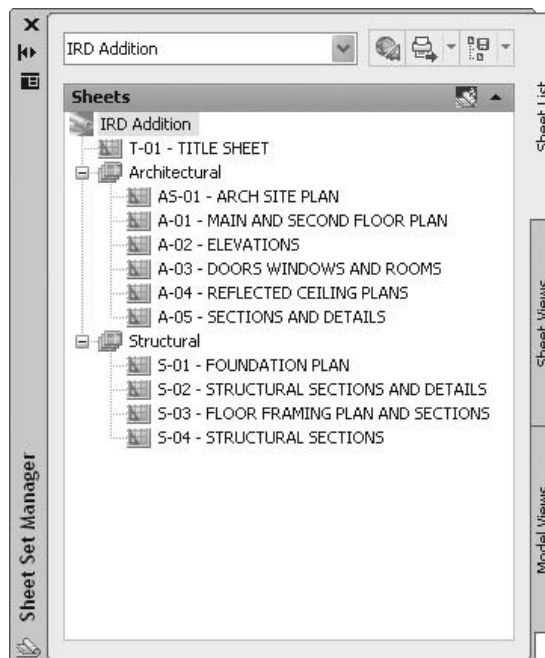 IRD Addition
Sheets
IRD Addition
T-01 - TITLE SHEET
Architectural
AS-01 - ARCH SITE PLAN
A-01 - MAIN AND SECOND FLOOR PLAN
A-02 - ELEVATIONS
A-03 - DOORS WINDOWS AND ROOMS
A-04 - REFLECTED CEILING PLANS
A-05 - SECTIONS AND DETAILS
Structural
S-01 - FOUNDATION PLAN
S-02 - STRUCTURAL SECTIONS AND DETAILS
S-03 - FLOOR FRAMING PLAN AND SECTIONS
S-04 - STRUCTURAL SECTIONS
Sheet Set Manager
Sheet List
Sheet Views
Model Views